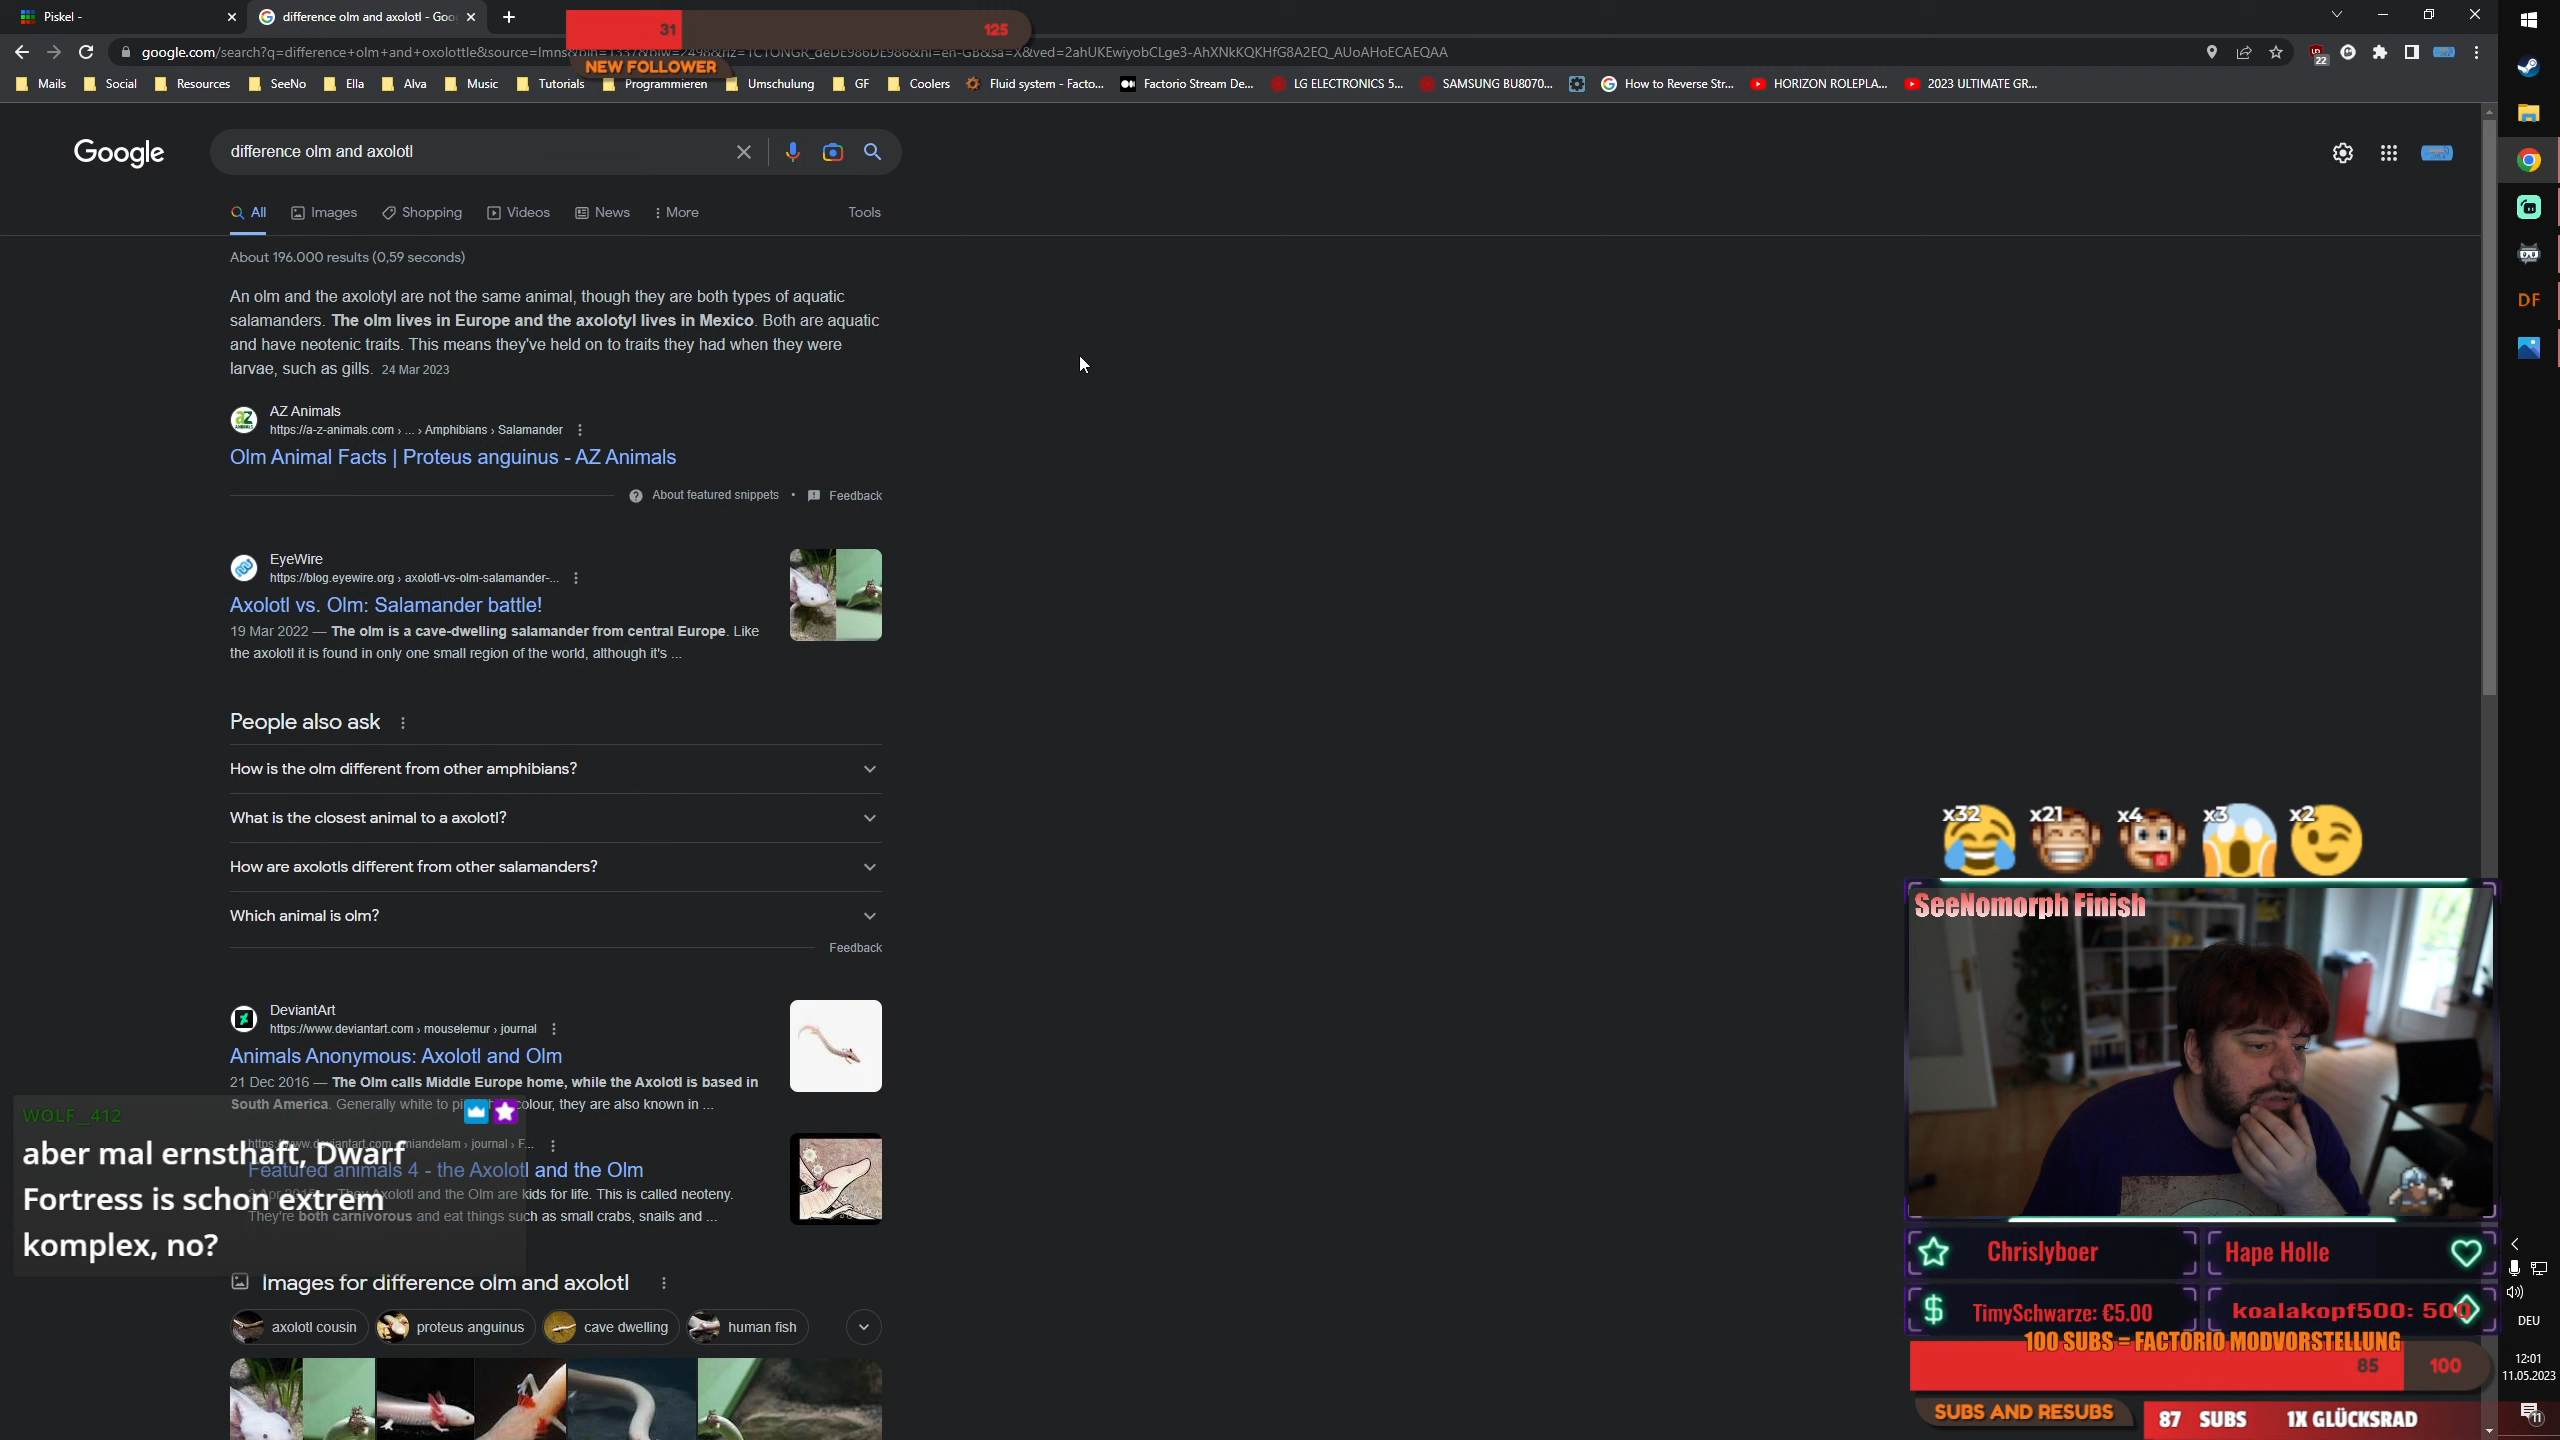 Piskel -
difference olm and axolotl - Goo
31
125
NEW FOLLOWER
google.com/search?q=difference+olm+and+oxolottle&source=lmns
&ved=2ahUKEwiyobCLge3-AhXNkKQKHfG8A2EQ_AUoAHoECAEQAA
22
Mails
Social
Resources
SeeNo
Ella
Alva
Music
Tutorials
Programmieren
Umschulung
GF
Coolers
Fluid system - Facto...
Factorio Stream De...
LG ELECTRONICS 5...
SAMSUNG BU8070...
How to Reverse Str...
HORIZON ROLEPLA...
2023 ULTIMATE GR...
Google
difference olm and axolotl
All
Images
Shopping
Videos
News
More
Tools
About 196.000 results (0,59 seconds)
An olm and the axolotyl are not the same animal, though they are both types of aquatic
salamanders. The olm lives in Europe and the axolotyl lives in Mexico. Both are aquatic
and have neotenic traits. This means they've held on to traits they had when they were
larvae, such as gills. 24 Mar 2023
AZ Animals
https://a-z-animals.com › ... › Amphibians › Salamander
Olm Animal Facts | Proteus anguinus - AZ Animals
About featured snippets • Feedback
EyeWire
https://blog.eyewire.org › axolotl-vs-olm-salamander-...
Axolotl vs. Olm: Salamander battle!
19 Mar 2022 — The olm is a cave-dwelling salamander from central Europe. Like
the axolotl it is found in only one small region of the world, although it's ...
People also ask
How is the olm different from other amphibians?
What is the closest animal to a axolotl?
How are axolotls different from other salamanders?
Which animal is olm?
Feedback
DeviantArt
https://www.deviantart.com › mouselemur › journal
Animals Anonymous: Axolotl and Olm
21 Dec 2016 — The Olm calls Middle Europe home, while the Axolotl is based in
South America. Generally white to colour, they are also known in ...
WOLF__412
aber mal ernsthaft, Dwarf
Fortress is schon extrem
komplex, no?
https://www.deviantart.com › miandelam › journal › F...
Featured animals 4 - the Axolotl and the Olm
They Axolotl and the Olm are kids for life. This is called neoteny.
They're both carnivorous and eat things such as small crabs, snails and ...
Images for difference olm and axolotl
axolotl cousin
proteus anguinus
cave dwelling
human fish
x32
x21
x4
x3
x2
SeeNomorph Finish
Chrislyboer
Hape Holle
TimySchwarze: €5.00
koalakopf500: 500
100 SUBS = FACTORIO MODVORSTELLUNG
85
100
SUBS AND RESUBS
87 SUBS
1X GLÜCKSRAD
DF
DEU
12:01
11.05.2023
11